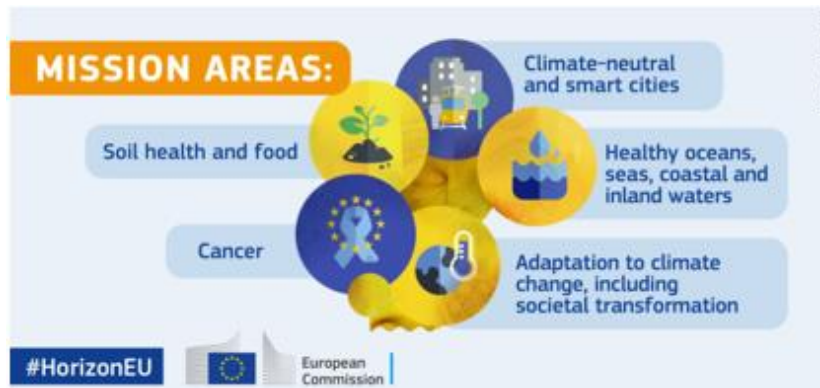 MISSION AREAS:
Climate-neutral
and smart cities
Soil health and food
Healthy oceans,
seas, coastal and
inland waters
Cancer
Adaptation to climate
change, including
societal transformation
#HorizonEU
European
Commission